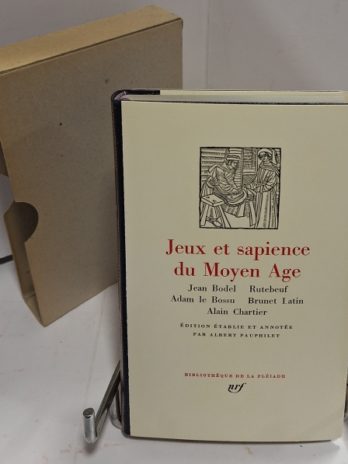 Jeux et sapience
du Moyen Age
Jean Bodel Rutebeuf
Adam le Bossu Brunet Latin
Alain Chartier
ÉDITION ÉTABLIE ET ANNOTÉE
PAR ALBERT PAUPHILET
BIBLIOTHÈQUE DE LA PLÉIADE
nrf